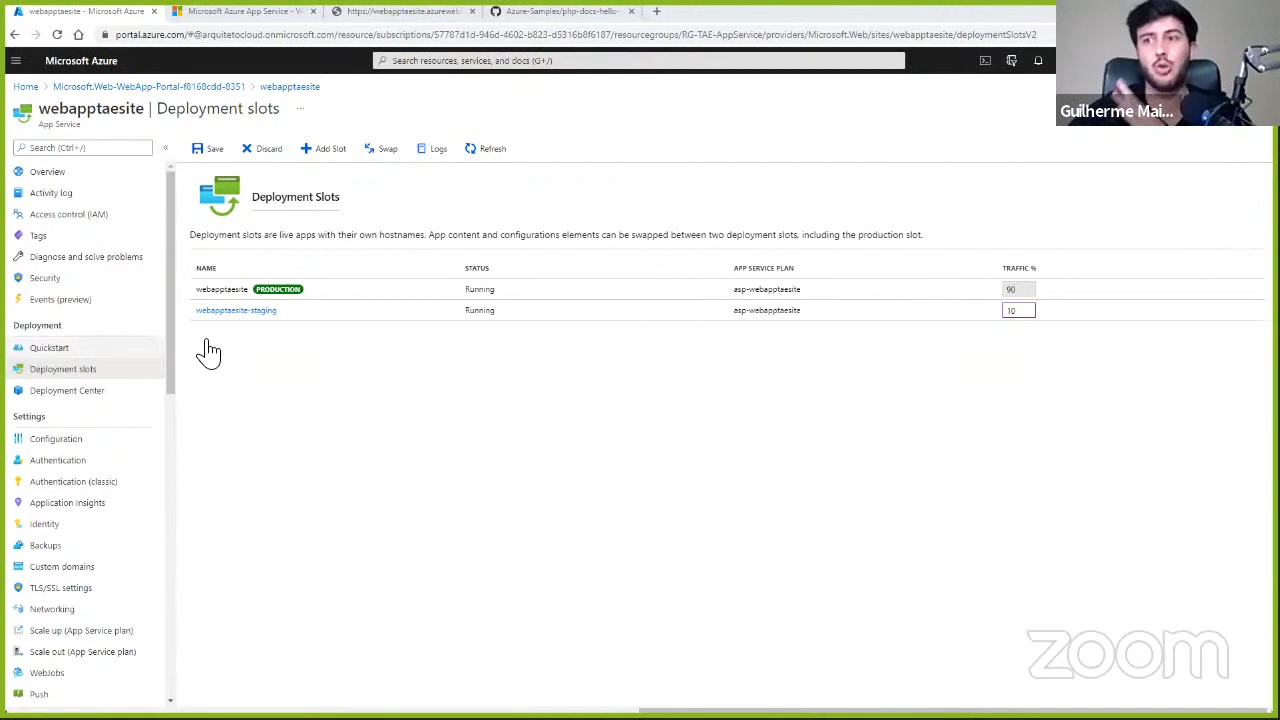 webapptaesite - Microsoft Azure
Microsoft Azure App Service - W
https://webapptaesite.azureweb
Azure-Samples/php-docs-hello-
portal.azure.com/#@arquitetocloud.onmicrosoft.com/resource/subscriptions/57787d1d-946d-4602-b823-d5316b8f6187/resourcegroups/RG-TAE-AppService/providers/Microsoft.Web/sites/webapptaesite/deploymentSlotsV2
Microsoft Azure
Search resources, services, and docs (G+/)
Guilherme Mai...
Home > Microsoft.Web-WebApp-Portal-f8168cdd-8351 > webapptaesite
webapptaesite | Deployment slots ...
App Service
Search (Ctrl+/)
«
Save
Discard
Add Slot
Swap
Logs
Refresh
Overview
Activity log
Access control (IAM)
Tags
Diagnose and solve problems
Security
Events (preview)
Deployment
Quickstart
Deployment slots
Deployment Center
Settings
Configuration
Authentication
Authentication (classic)
Application insights
Identity
Backups
Custom domains
TLS/SSL settings
Networking
Scale up (App Service plan)
Scale out (App Service plan)
WebJobs
Push
Deployment Slots
Deployment slots are live apps with their own hostnames. App content and configurations elements can be swapped between two deployment slots, including the production slot.
NAME STATUS APP SERVICE PLAN TRAFFIC %
webapptaesite PRODUCTION Running asp-webapptaesite 90
webapptaesite-staging Running asp-webapptaesite 10
zoom